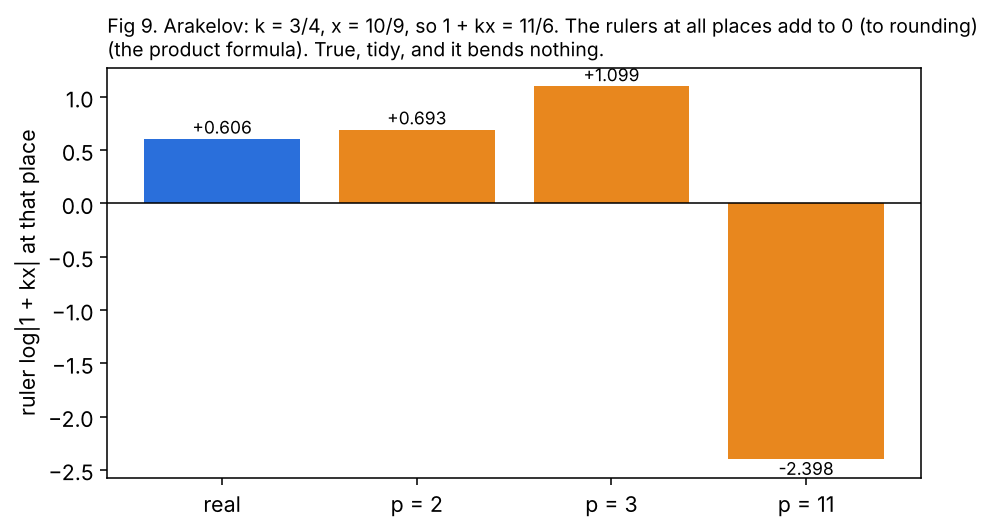 Fig 9. Arakelov: k = 3/4, x = 10/9, so 1 + kx = 11/6. The rulers at all places add to 0 (to rounding)
(the product formula). True, tidy, and it bends nothing.
ruler log|1 + kx| at that place
1.0
0.5
0.0
−0.5
−1.0
−1.5
−2.0
−2.5
+0.606
+0.693
+1.099
-2.398
real
p = 2
p = 3
p = 11